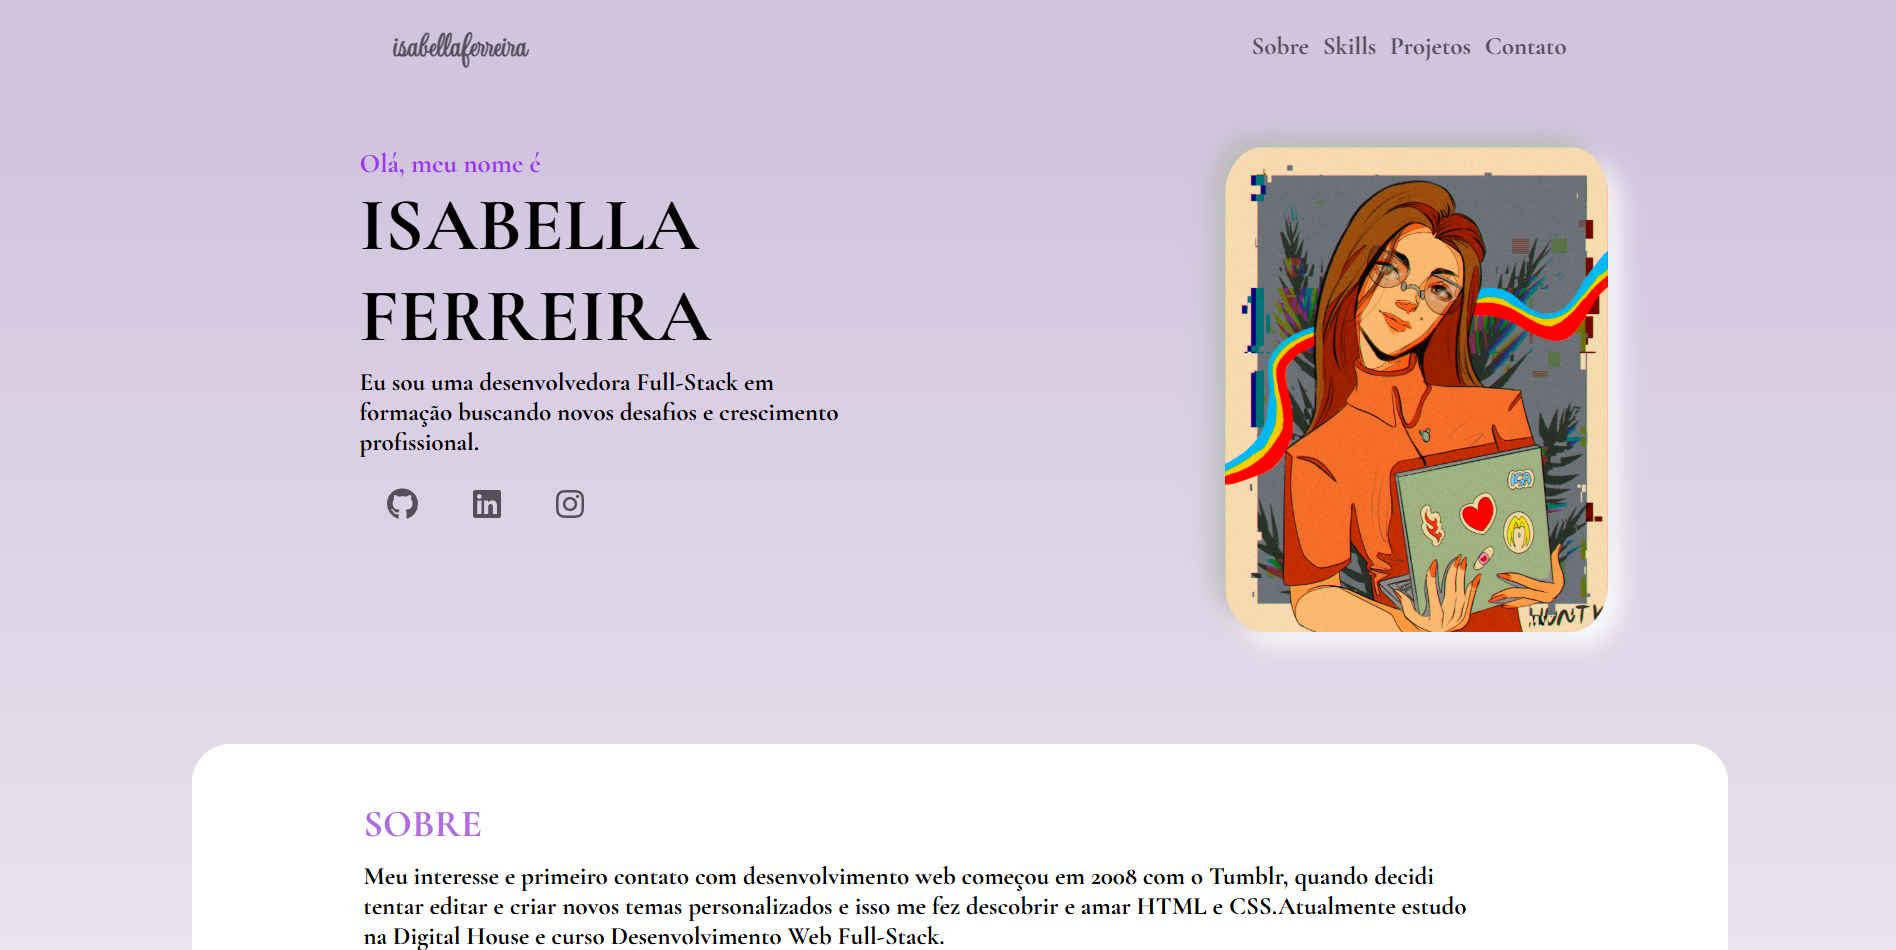 isabellaferreira
Sobre Skills Projetos Contato
Olá, meu nome é
ISABELLA
FERREIRA
Eu sou uma desenvolvedora Full-Stack em
formação buscando novos desafios e crescimento
profissional.
in
ISA
SOBRE
Meu interesse e primeiro contato com desenvolvimento web começou em 2008 com o Tumblr, quando decidi
tentar editar e criar novos temas personalizados e isso me fez descobrir e amar HTML e CSS.Atualmente estudo
na Digital House e curso Desenvolvimento Web Full-Stack.